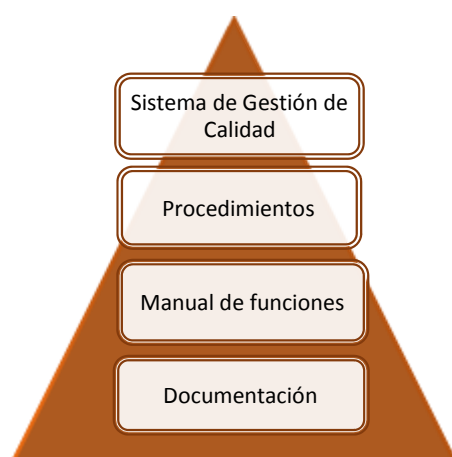 Sistema de Gestión de
Calidad
Procedimientos
Manual de funciones
Documentación